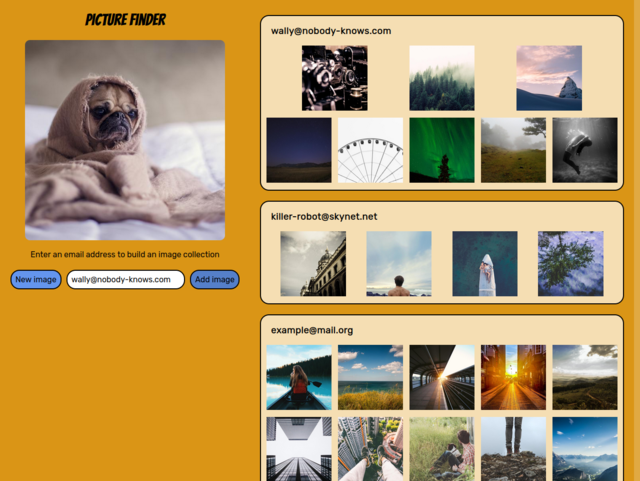 PICTURE FINDER
Enter an email address to build an image collection
New image
wally@nobody-knows.com
Add image
wally@nobody-knows.com
killer-robot@skynet.net
example@mail.org